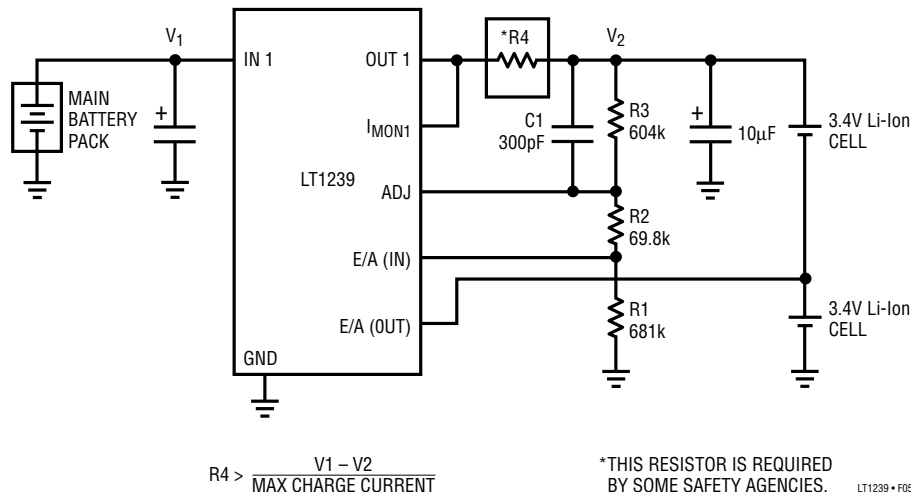 V1
V2
IN 1
OUT 1
*R4
MAIN
BATTERY
PACK
+
IMON1
C1
300pF
R3
604k
+
10µF
3.4V Li-Ion
CELL
LT1239
ADJ
R2
69.8k
E/A (IN)
E/A (OUT)
R1
681k
3.4V Li-Ion
CELL
GND
R4 > V1 – V2
MAX CHARGE CURRENT
*THIS RESISTOR IS REQUIRED
BY SOME SAFETY AGENCIES.
LT1239 • F05